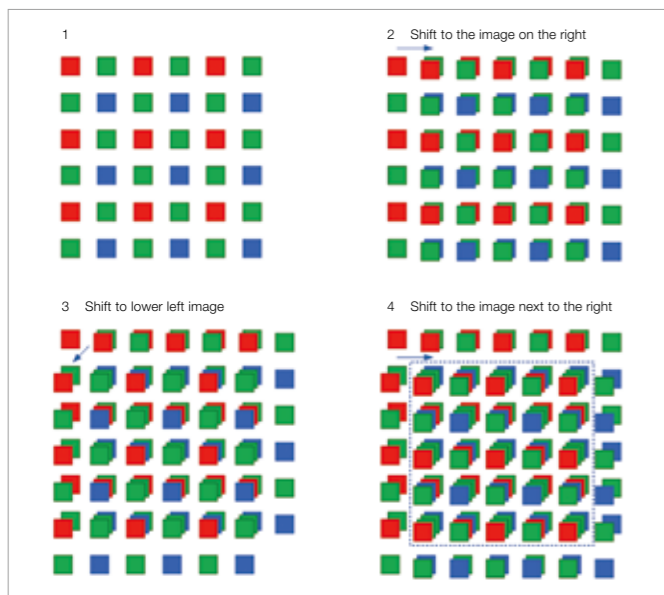 1
2 Shift to the image on the right
3 Shift to lower left image
4 Shift to the image next to the right